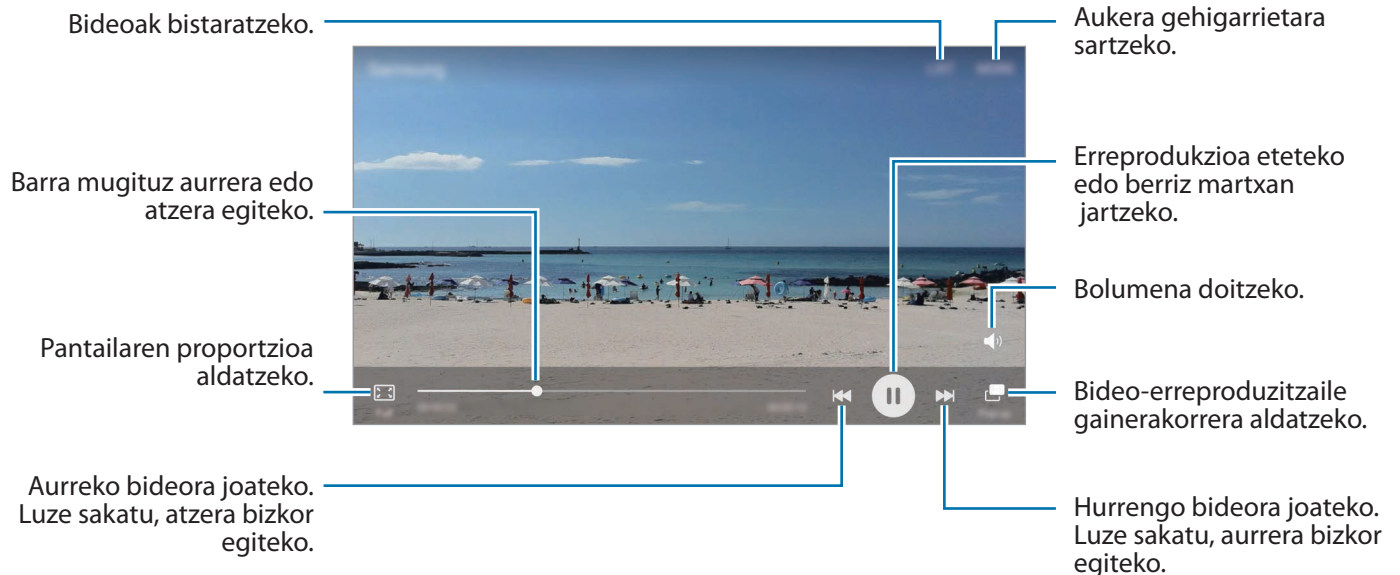 Bideoak bistaratzeko.
Aukera gehigarrietara
sartzeko.
Barra mugituz aurrera edo
atzera egiteko.
Erreprodukzioa eteteko
edo berriz martxan
jartzeko.
Bolumena doitzeko.
Pantailaren proportzioa
aldatzeko.
Bideo-erreproduzitzaile
gainerakorrera aldatzeko.
Aurreko bideora joateko.
Luze sakatu, atzera bizkor
egiteko.
Hurrengo bideora joateko.
Luze sakatu, aurrera bizkor
egiteko.